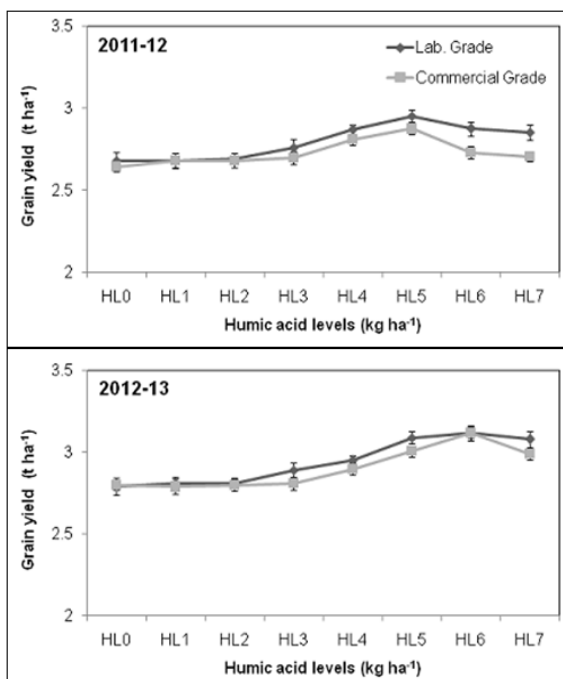 3.5
2011-12
Lab. Grade
Commercial Grade
3
2.5
2
Grain yield (t ha⁻¹)
HL0 HL1 HL2 HL3 HL4 HL5 HL6 HL7
Humic acid levels (kg ha⁻¹)
3.5
2012-13
3
2.5
2
Grain yield (t ha⁻¹)
HL0 HL1 HL2 HL3 HL4 HL5 HL6 HL7
Humic acid levels (kg ha⁻¹)